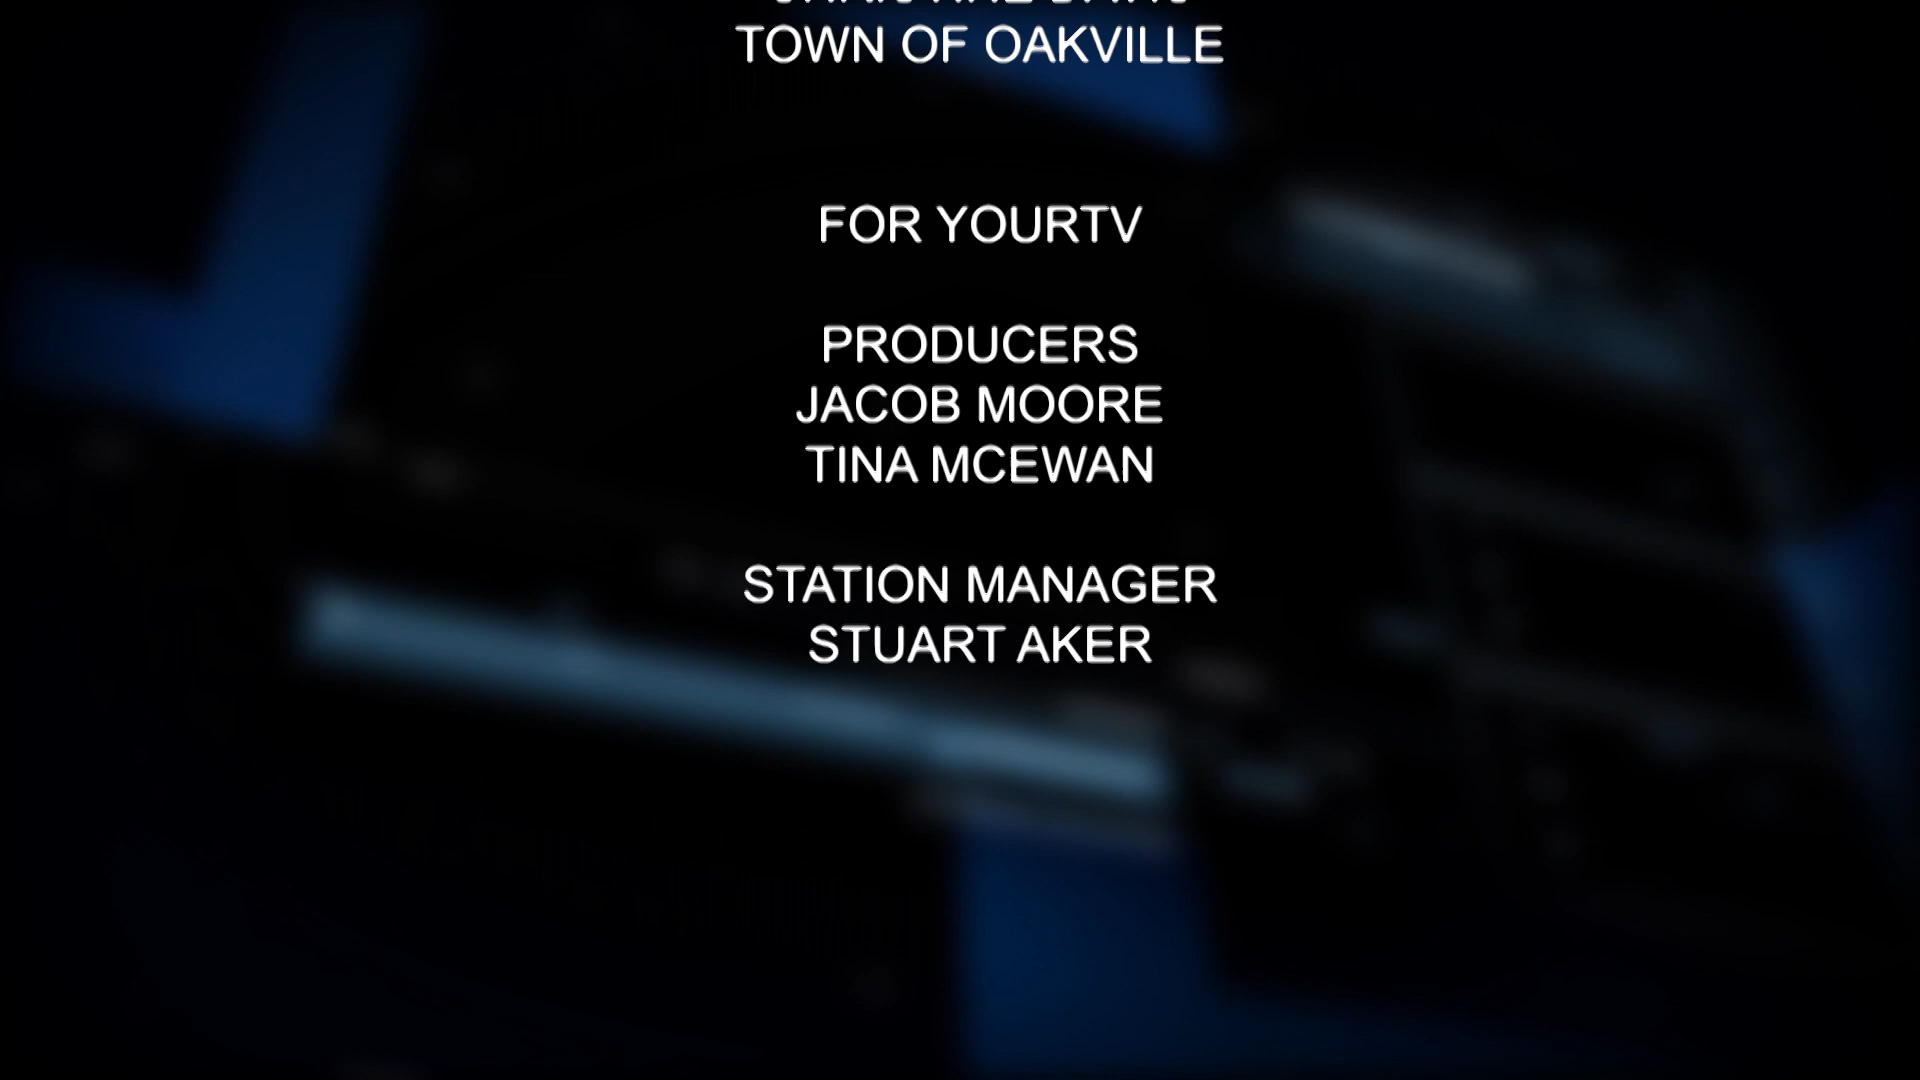 TOWN OF OAKVILLE
FOR YOURTV
PRODUCERS
JACOB MOORE
TINA MCEWAN
STATION MANAGER
STUART AKER